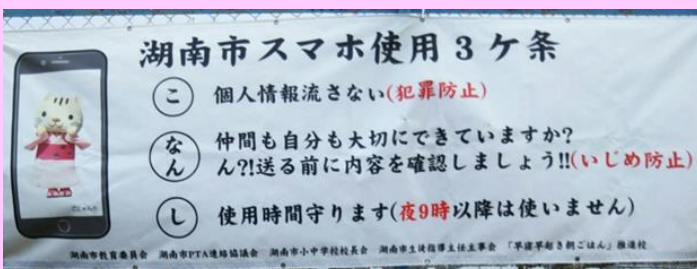 湖南市スマホ使用3ケ条
こ 個人情報流さない(犯罪防止)
なん 仲間も自分も大切にできていますか?
ん?!送る前に内容を確認しましょう!!(いじめ防止)
し 使用時間守ります(夜9時以降は使いません)
湖南市教育委員会 湖南市PTA連絡協議会 湖南市小中学校校長会 湖南市生徒指導主任主事会 「早寝早起き朝ごはん」推進校